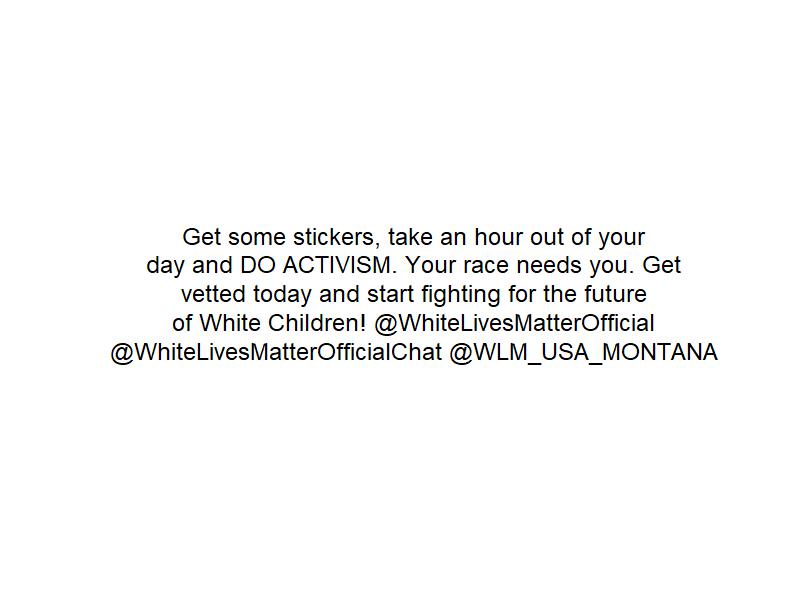 Get some stickers, take an hour out of your
day and DO ACTIVISM. Your race needs you. Get
vetted today and start fighting for the future
of White Children! @WhiteLivesMatterOfficial
@WhiteLivesMatterOfficialChat @WLM_USA_MONTANA